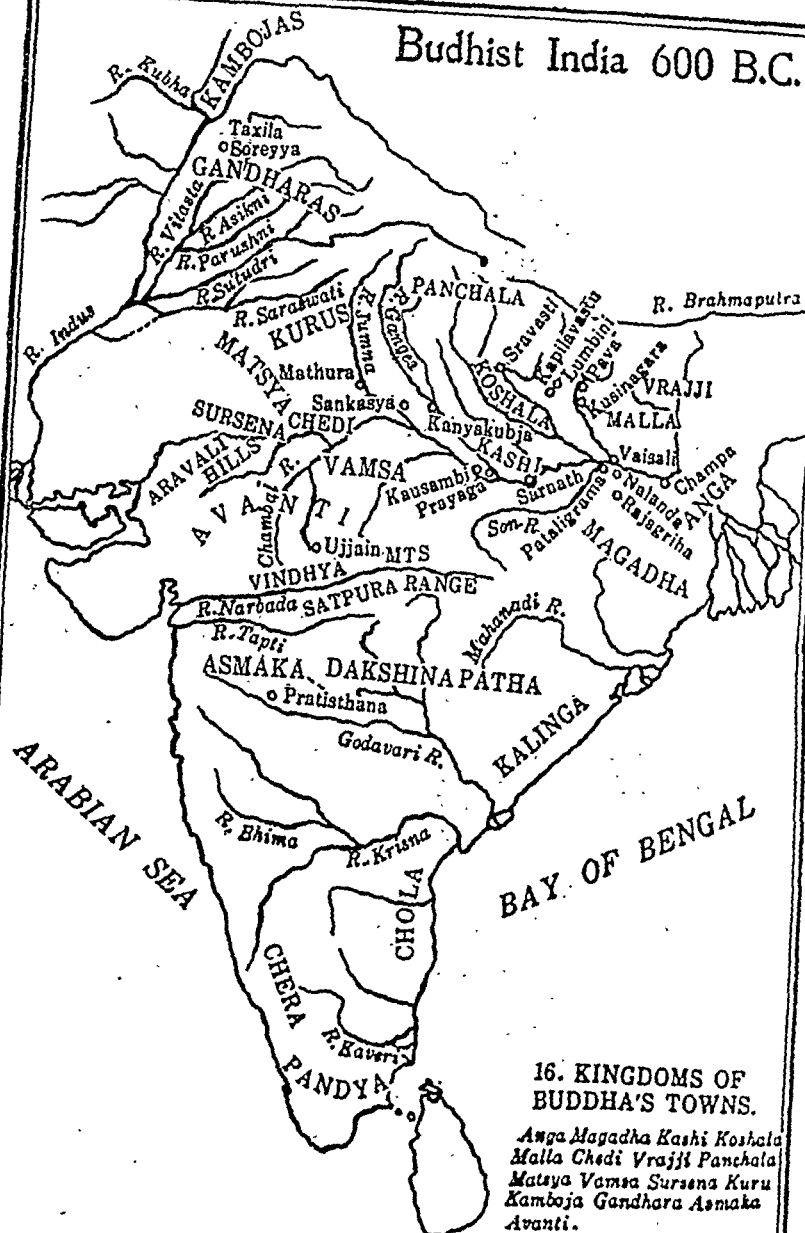 Budhist India 600 B.C.
KAMBOJAS
R. Kubha
Taxila
Soreyya
GANDHARAS
R. Vitasta
R Asikni
R. Parushni
R. Sutudri
R. Saraswati
R. Indus
KURUS
R. Jumna
R. Ganges
PANCHALA
R. Brahmaputra
Sravasti
Kapilavastu
Lumbini
Pava
Kusinagara
VRAJJI
MALLA
KOSHALA
MATSYA
Mathura
Sankasya
Kanyakubja
SURSENA
CHEDI
KASHI
Vaisali
Champa
ARAVALI
HILLS
VAMSA
Kausambi
Prayaga
Surnath
Nalanda
ANGA
Rajagriha
Pataligrama
Son R.
MAGADHA
AVANTI
Chambal R.
Ujjain
VINDHYA MTS
SATPURA RANGE
R. Narbada
R. Tapti
Mahanadi R.
ASMAKA
DAKSHINAPATHA
Pratisthana
Godavari R.
KALINGA
ARABIAN SEA
BAY OF BENGAL
R. Bhima
R. Krisna
CHOLA
CHERA
R. Kaveri
PANDYA
16. KINGDOMS OF
BUDDHA'S TOWNS.
Anga Magadha Kashi Koshala
Malla Chedi Vrajji Panchala
Matsya Vamsa Sursena Kuru
Kamboja Gandhara Asmaka
Avanti.